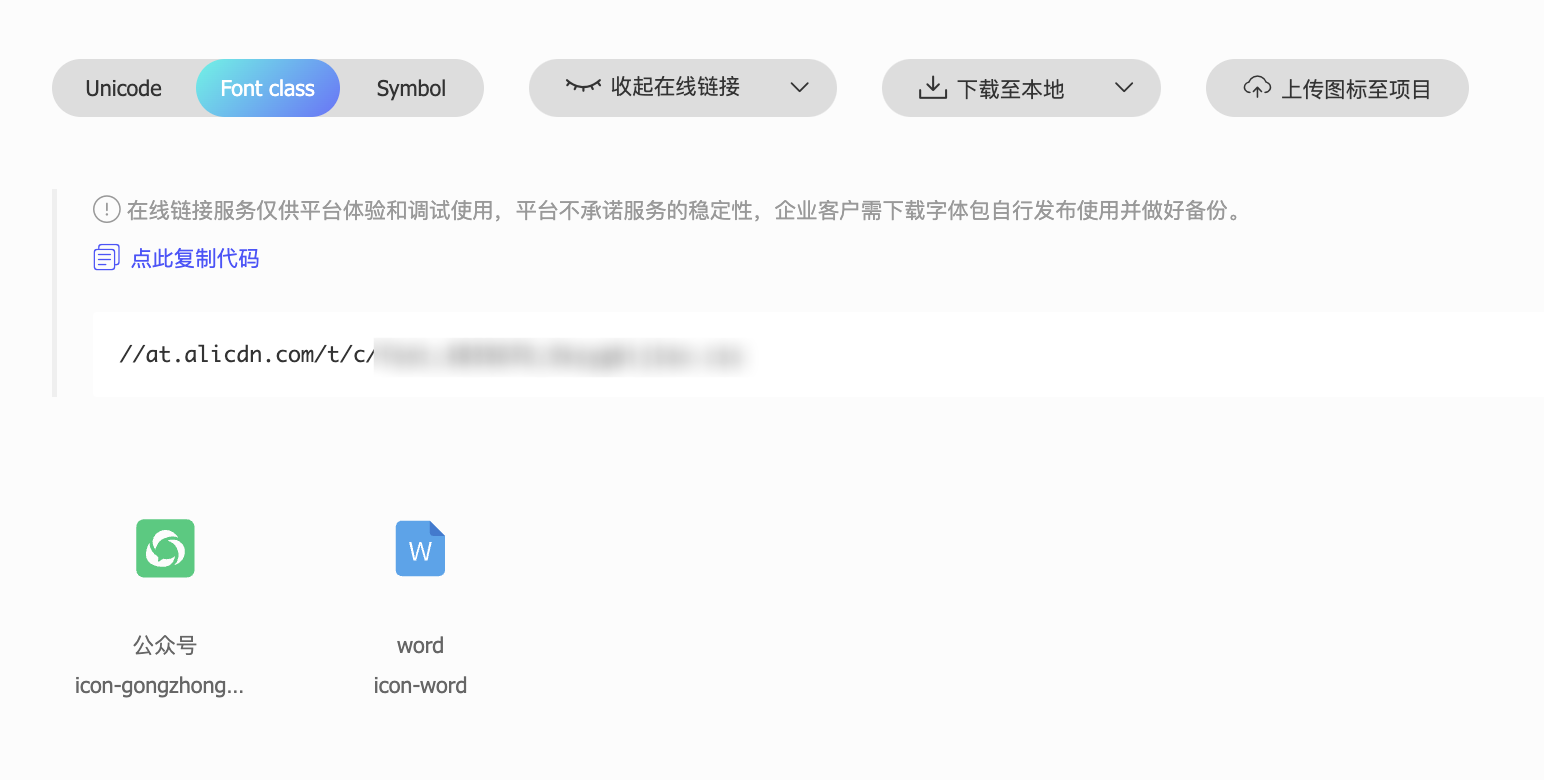 Unicode Font class Symbol 收起在线链接 下载至本地 上传图标至项目
在线链接服务仅供平台体验和调试使用，平台不承诺服务的稳定性，企业客户需下载字体包自行发布使用并做好备份。
点此复制代码
//at.alicdn.com/t/c/
W
公众号 word
icon-gongzhong... icon-word